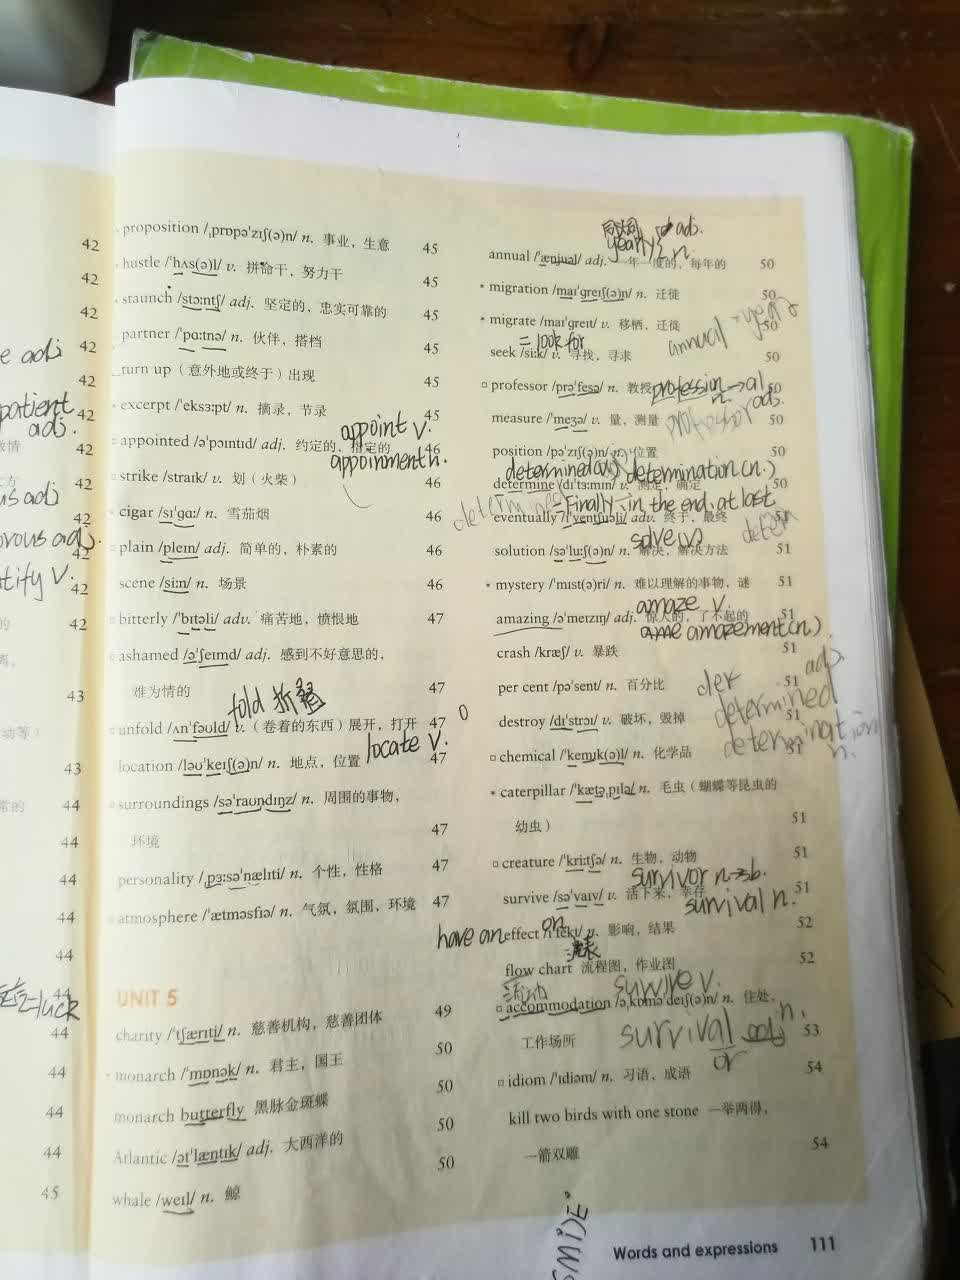 42
42
42
e adj
42
42
patient
adj.
42
42
us adj
42
orous adj.
42
tify v.
42
42
43
43
44
44
44
44
44
44
=luck
44
44
44
44
45
proposition /ˌprɒpəˈzɪʃ(ə)n/ n. 事业，生意 45
hustle /ˈhʌs(ə)l/ v. 拼命干，努力干 45
staunch /stɔːntʃ/ adj. 坚定的，忠实可靠的 45
partner /ˈpɑːtnə/ n. 伙伴，搭档 45
turn up（意外地或终于）出现 45
excerpt /ˈeksɜːpt/ n. 摘录，节录 45
appoint v.
appointed /əˈpɔɪntɪd/ adj. 约定的，指定的 46
appoinment n.
strike /straɪk/ v. 划（火柴） 46
cigar /sɪˈgɑː/ n. 雪茄烟 46
plain /pleɪn/ adj. 简单的，朴素的 46
scene /siːn/ n. 场景 46
bitterly /ˈbɪtəli/ adv. 痛苦地，愤恨地 47
ashamed /əˈʃeɪmd/ adj. 感到不好意思的，
难为情的 47
fold 折叠
unfold /ʌnˈfəʊld/ v.（卷着的东西）展开，打开 47
locate v.
location /ləʊˈkeɪʃ(ə)n/ n. 地点，位置 47
surroundings /səˈraʊndɪŋz/ n. 周围的事物，
环境 47
personality /ˌpɜːsəˈnælɪti/ n. 个性，性格 47
atmosphere /ˈætməsfɪə/ n. 气氛，氛围，环境 47
UNIT 5
charity /ˈtʃærɪti/ n. 慈善机构，慈善团体 49
monarch /ˈmɒnək/ n. 君主，国王 50
monarch butterfly 黑脉金斑蝶 50
Atlantic /ətˈlæntɪk/ adj. 大西洋的 50
whale /weɪl/ n. 鲸 50
同义词 adj.
yearly n.
annual /ˈænjuəl/ adj. 一年一度的，每年的 50
migration /maɪˈgreɪʃ(ə)n/ n. 迁徙 50
migrate /maɪˈgreɪt/ v. 移栖，迁徙 50
annual = year
= look for
seek /siːk/ v. 寻找，寻求 50
professor /prəˈfesə/ n. 教授 50
profession → al
n. adj.
measure /ˈmeʒə/ v. 量，测量 50
professor
position /pəˈzɪʃ(ə)n/ n. 位置 50
determined(adj) determination(n.)
determine /dɪˈtɜːmɪn/ v. 测定，确定 50
= Finally, in the end, at last
eventually /ɪˈventʃuəli/ adv. 终于，最终 51
solve(v.)
solution /səˈluːʃ(ə)n/ n. 解决，解决方法 51
mystery /ˈmɪst(ə)ri/ n. 难以理解的事物，谜 51
amaze v.
amazing /əˈmeɪzɪŋ/ adj. 惊人的，了不起的 51
amazement(n.)
crash /kræʃ/ v. 暴跌 51
per cent /pəˈsent/ n. 百分比 51
der adj
destroy /dɪˈstrɔɪ/ v. 破坏，毁掉 51
determined
chemical /ˈkemɪk(ə)l/ n. 化学品 51
determination
n.
caterpillar /ˈkætəˌpɪlə/ n. 毛虫（蝴蝶等昆虫的
幼虫） 51
creature /ˈkriːtʃə/ n. 生物，动物 51
survivor n→sb.
survive /səˈvaɪv/ v. 活下来，幸存 51
survival n.
have an effect /ɪˈfekt/ n. 影响，结果 52
on
flow chart 流程图，作业图 52
流动 表
survive v.
accommodation /əˌkɒməˈdeɪʃ(ə)n/ n. 住处，
工作场所 53
survival n.
or
idiom /ˈɪdiəm/ n. 习语，成语 54
kill two birds with one stone 一举两得，
一箭双雕 54
Words and expressions 111